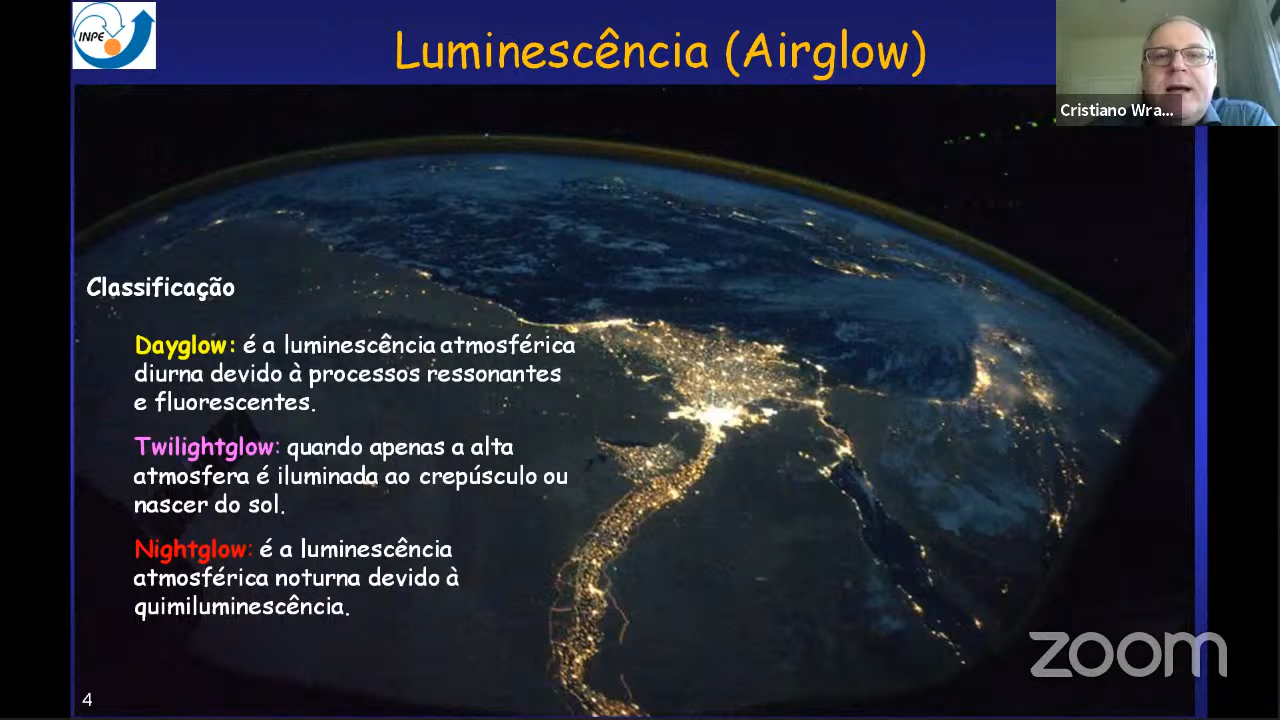 INPE
Luminescência (Airglow)
Cristiano Wra...
Classificação
Dayglow: é a luminescência atmosférica
diurna devido à processos ressonantes
e fluorescentes.
Twilightglow: quando apenas a alta
atmosfera é iluminada ao crepúsculo ou
nascer do sol.
Nightglow: é a luminescência
atmosférica noturna devido à
quimiluminescência.
zoom
4